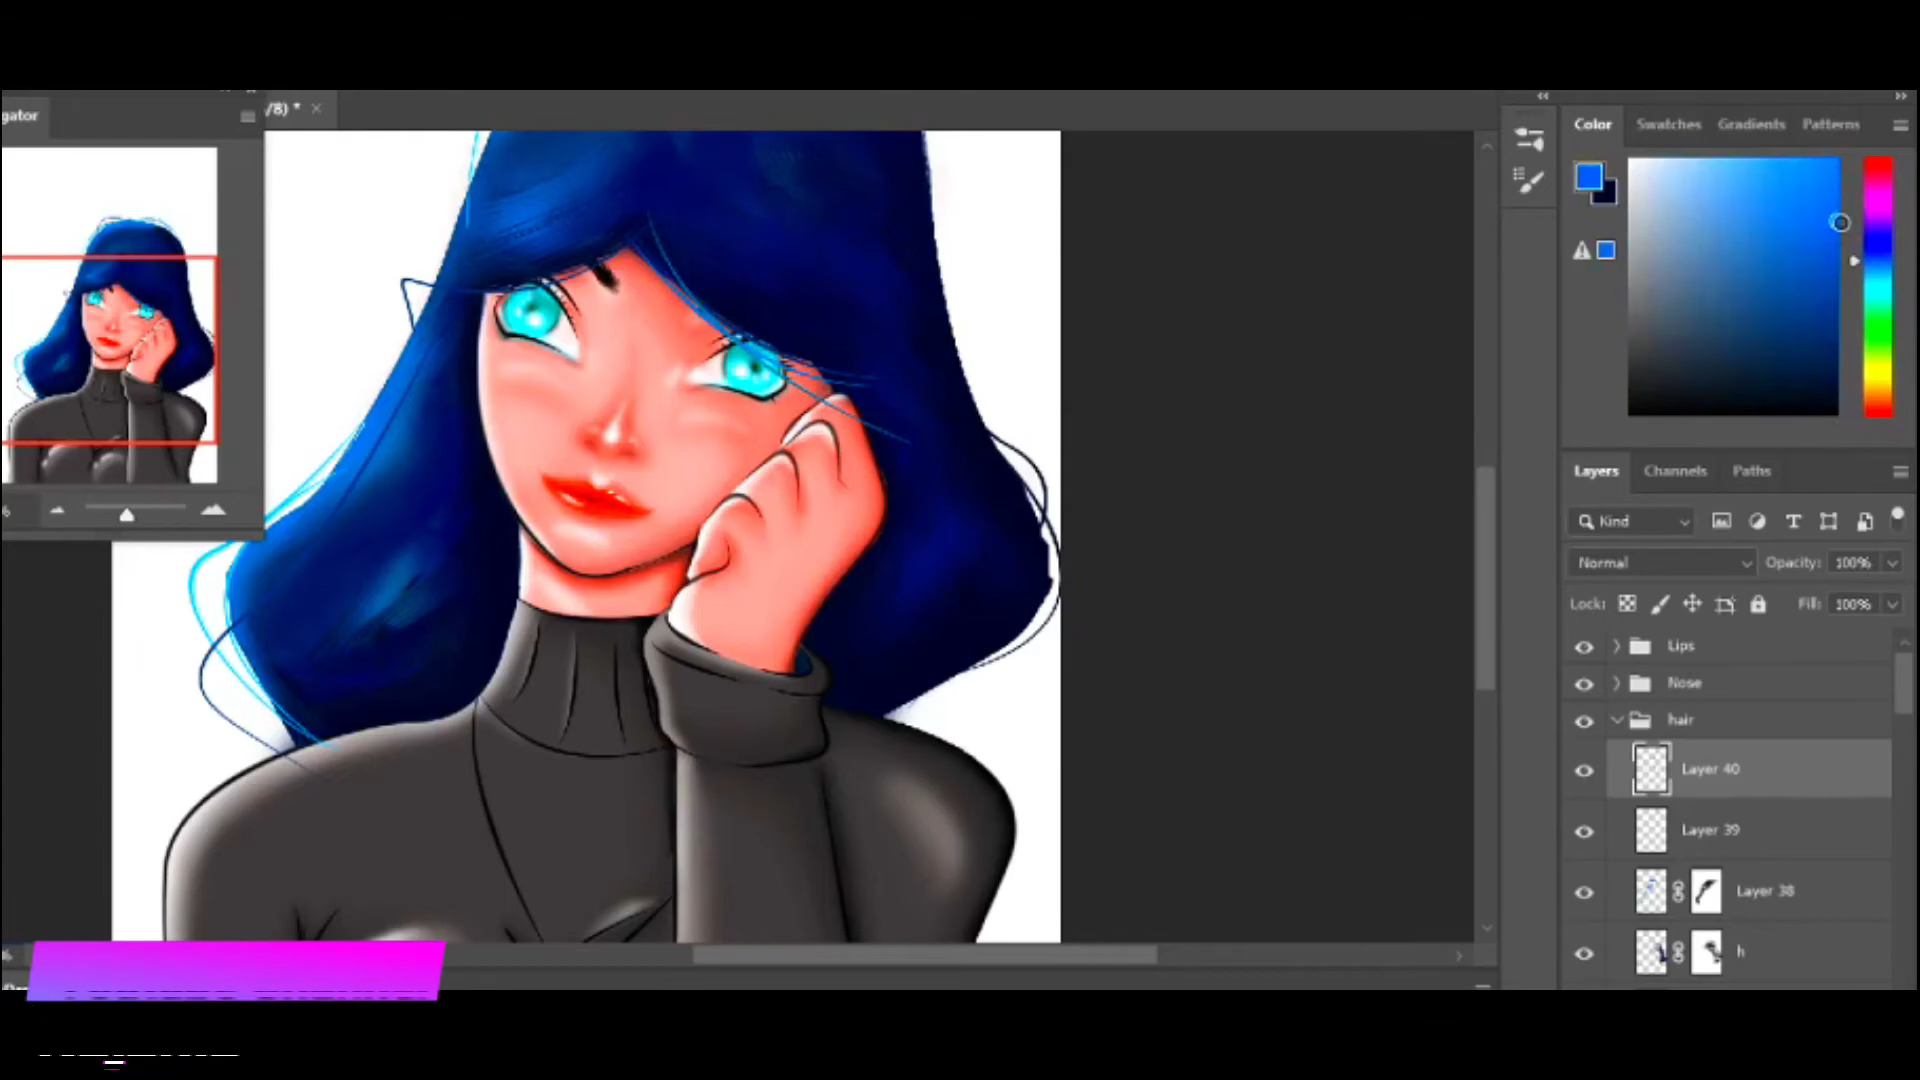 gator
/8) *
Color
Swatches
Gradients
Patterns
Layers
Channels
Paths
Kind
Normal
Opacity: 100%
Lock:
Fill: 100%
Lips
Nose
hair
Layer 40
Layer 39
Layer 38
h